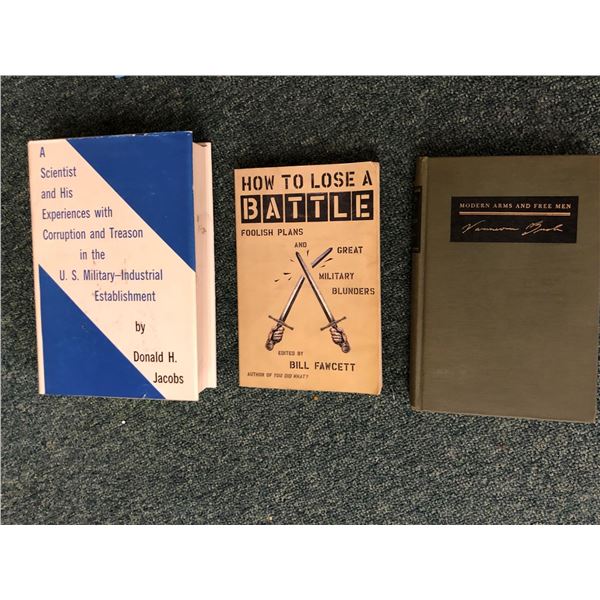 A
Scientist
and His
Experiences with
Corruption and Treason
in the
U. S. Military-Industrial
Establishment
by
Donald H.
Jacobs
HOW TO LOSE A
BATTLE
FOOLISH PLANS
AND
GREAT
MILITARY
BLUNDERS
EDITED BY
BILL FAWCETT
AUTHOR OF YOU DID WHAT?
MODERN ARMS AND FREE MEN
Vannevar Bush